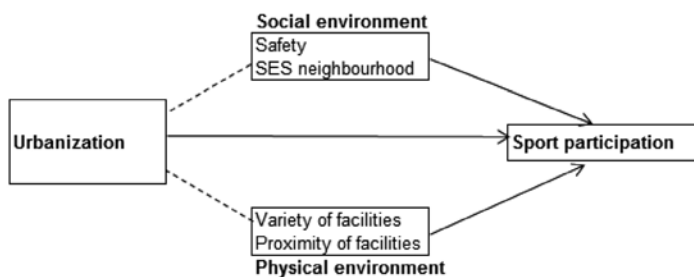 Social environment
Safety
SES neighbourhood
Urbanization
Sport participation
Variety of facilities
Proximity of facilities
Physical environment